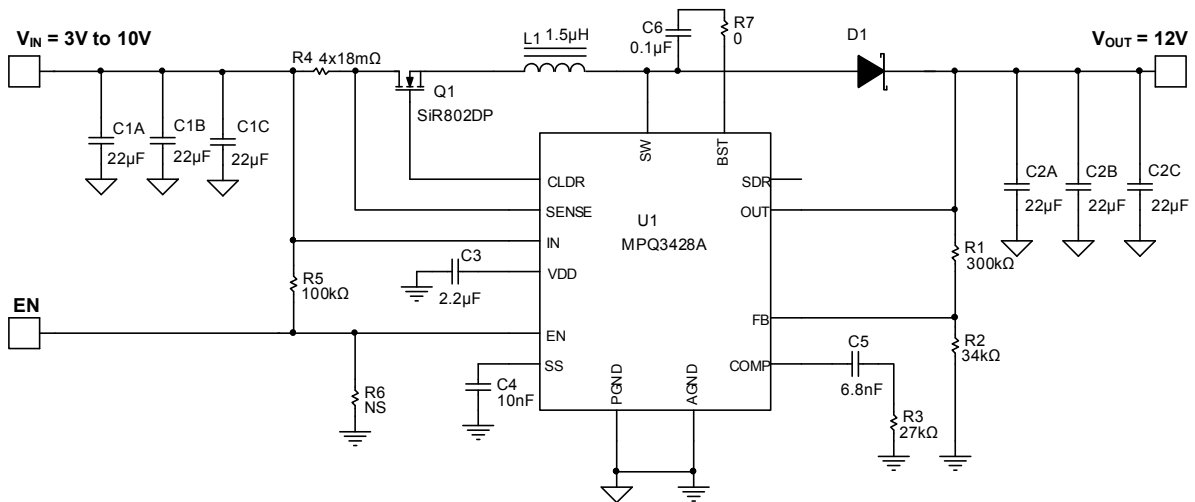 V_IN = 3V to 10V
R4 4x18mΩ
L1 1.5µH
C6
0.1µF
R7
0
D1
V_OUT = 12V
Q1
SiR802DP
C1A
22µF
C1B
22µF
C1C
22µF
SW
BST
CLDR
SENSE
IN
VDD
EN
SS
U1
MPQ3428A
SDR
OUT
FB
COMP
PGND
AGND
C2A
22µF
C2B
22µF
C2C
22µF
C3
2.2µF
R5
100kΩ
R1
300kΩ
EN
R6
NS
C4
10nF
C5
6.8nF
R2
34kΩ
R3
27kΩ